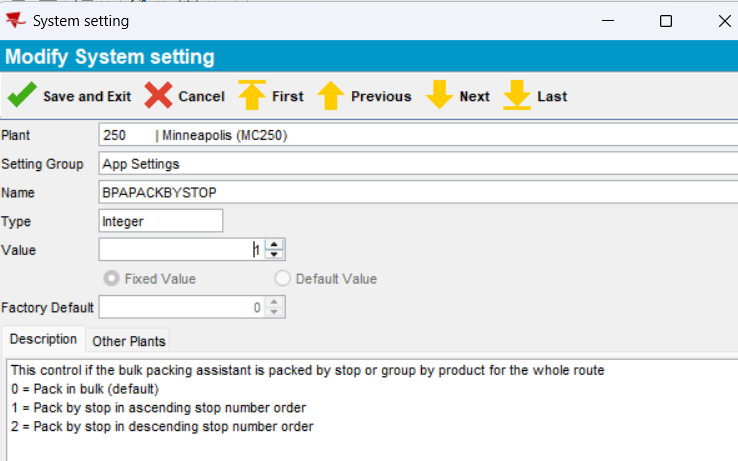 System setting
Modify System setting
Save and Exit Cancel First Previous Next Last
Plant 250 | Minneapolis (MC250)
Setting Group App Settings
Name BPAPACKBYSTOP
Type Integer
Value 1
Fixed Value Default Value
Factory Default 0
Description Other Plants
This control if the bulk packing assistant is packed by stop or group by product for the whole route
0 = Pack in bulk (default)
1 = Pack by stop in ascending stop number order
2 = Pack by stop in descending stop number order